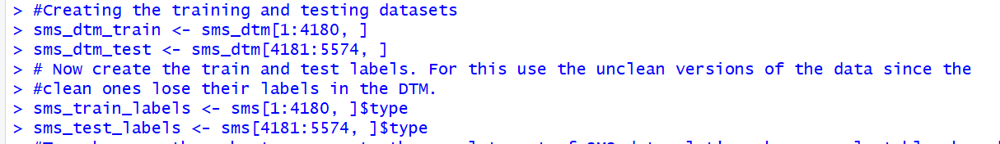 > #Creating the training and testing datasets
> sms_dtm_train <- sms_dtm[1:4180, ]
> sms_dtm_test <- sms_dtm[4181:5574, ]
> # Now create the train and test labels. For this use the unclean versions of the data since the
> #clean ones lose their labels in the DTM.
> sms_train_labels <- sms[1:4180, ]$type
> sms_test_labels <- sms[4181:5574, ]$type